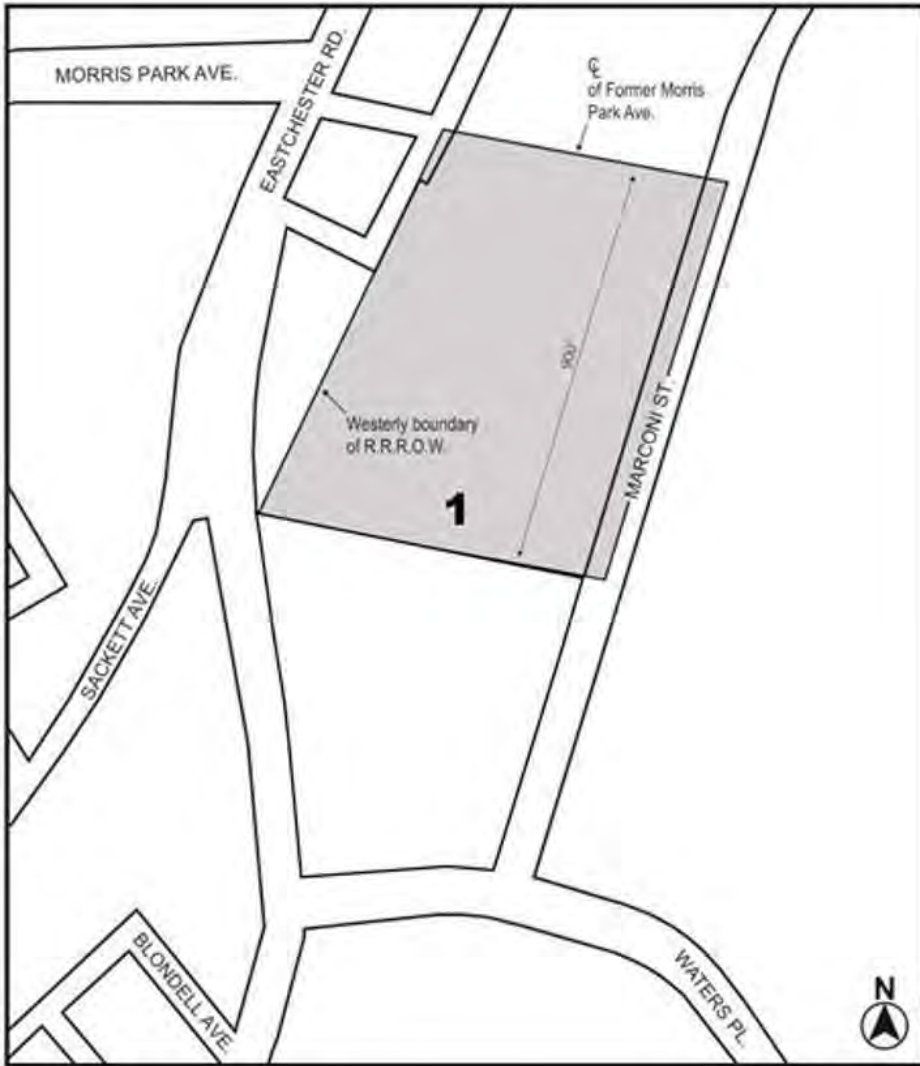 MORRIS PARK AVE.
EASTCHESTER RD.
℄
of Former Morris
Park Ave.
900'
Westerly boundary
of R.R.R.O.W.
MARCONI ST.
1
SACKETT AVE.
BLONDELL AVE.
WATERS PL.
N